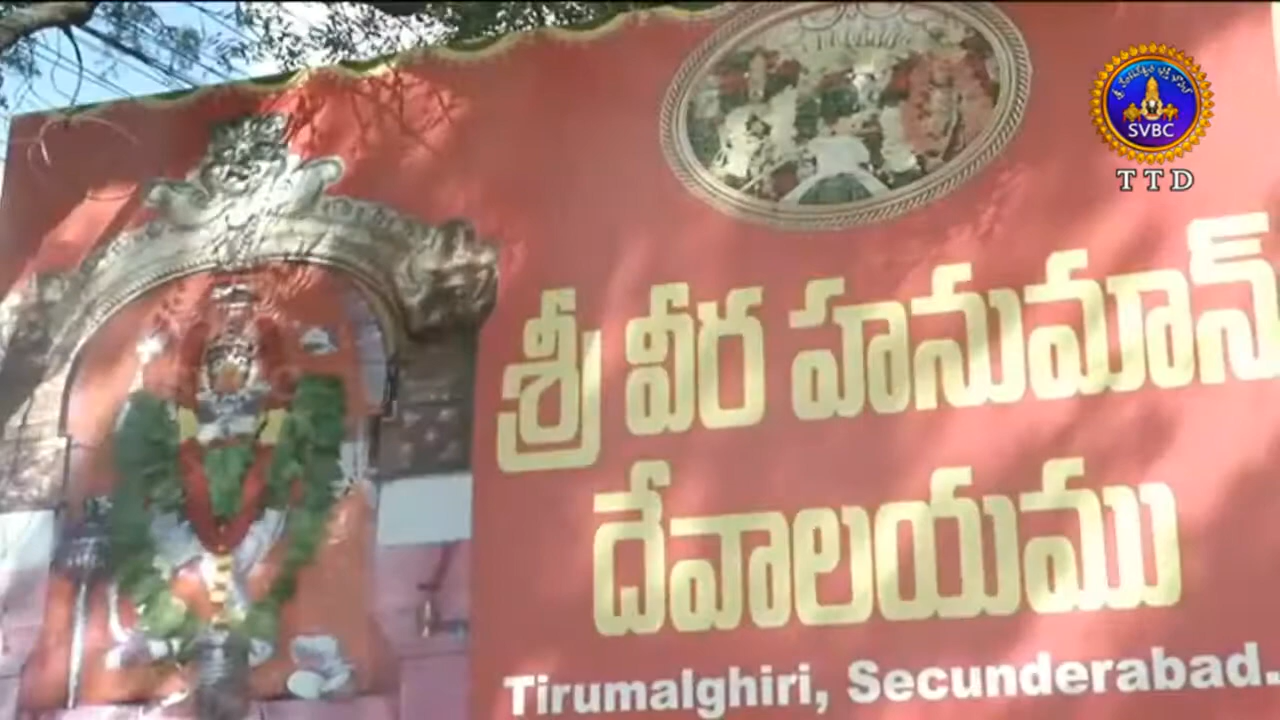 SVBC
TTD
శ్రీ వీర హనుమాన్
దేవాలయము
Tirumalghiri, Secunderabad.